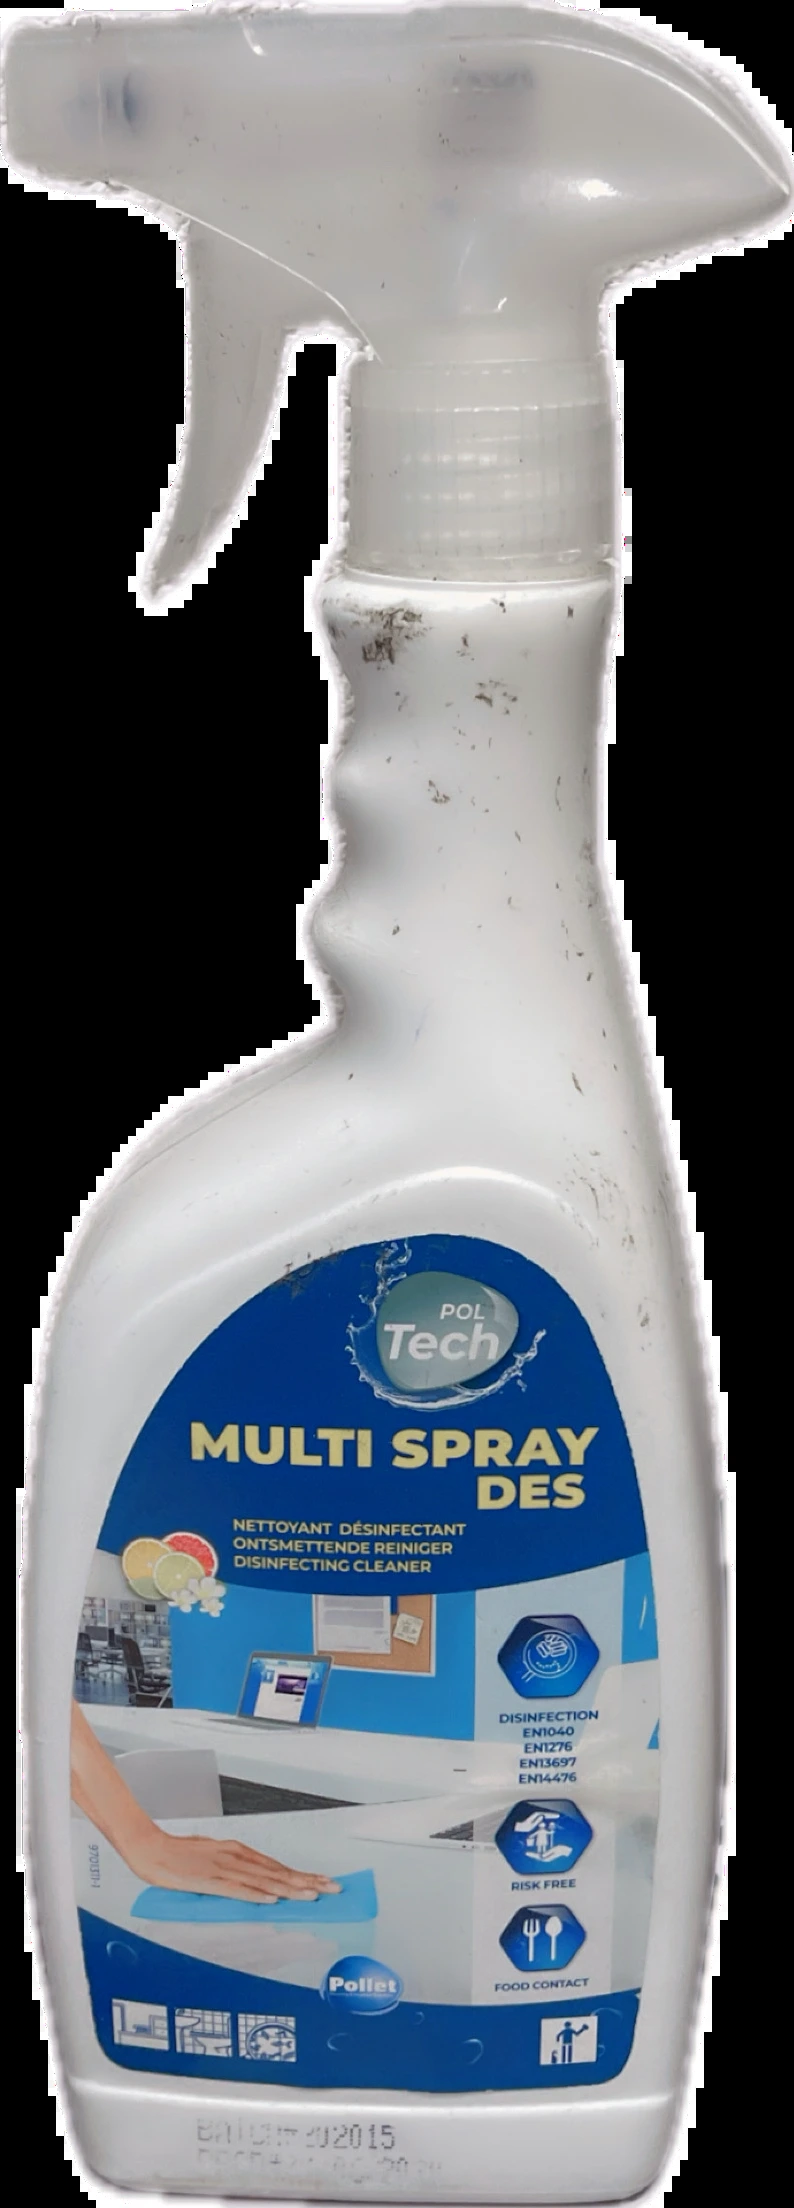 POL
Tech
MULTI SPRAY
DES
NETTOYANT DÉSINFECTANT
ONTSMETTENDE REINIGER
DISINFECTING CLEANER
DISINFECTION
EN1040
EN1276
EN13697
EN14476
RISK FREE
FOOD CONTACT
Pollet